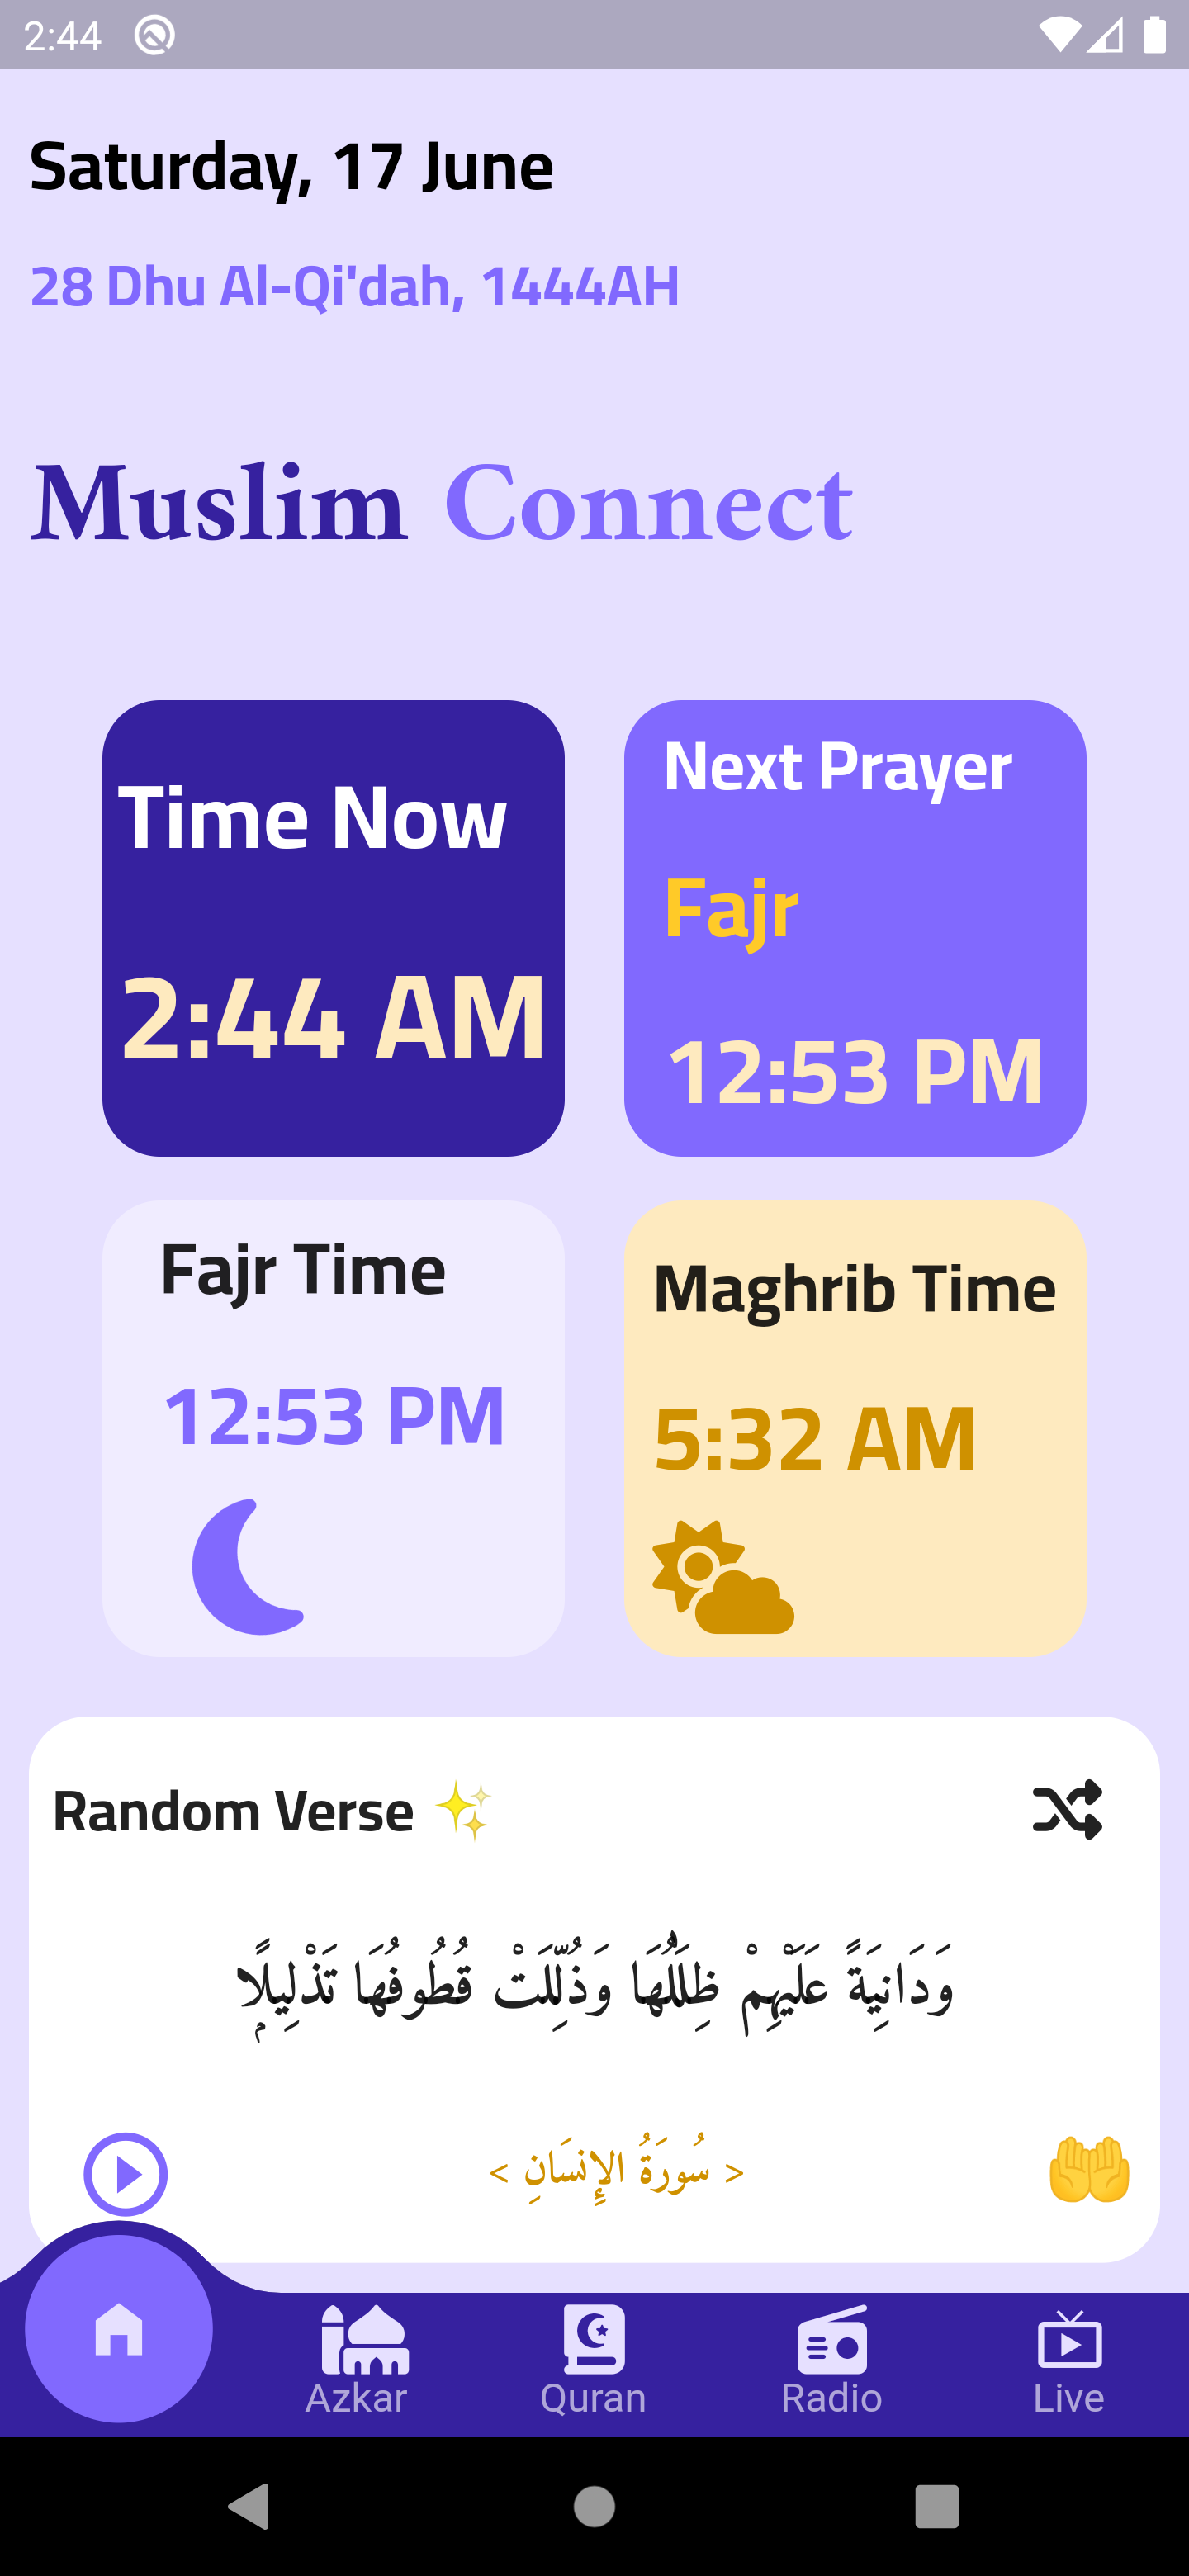 2:44
Saturday, 17 June
28 Dhu Al-Qi'dah, 1444AH
Muslim Connect
Time Now
2:44 AM
Next Prayer
Fajr
12:53 PM
Fajr Time
12:53 PM
Maghrib Time
5:32 AM
Random Verse ✨
وَدَانِيَةً عَلَيْهِمْ ظِلَٰلُهَا وَذُلِّلَتْ قُطُوفُهَا تَذْلِيلًۭا
< سُورَةُ الإِنسَانِ >
Azkar
Quran
Radio
Live